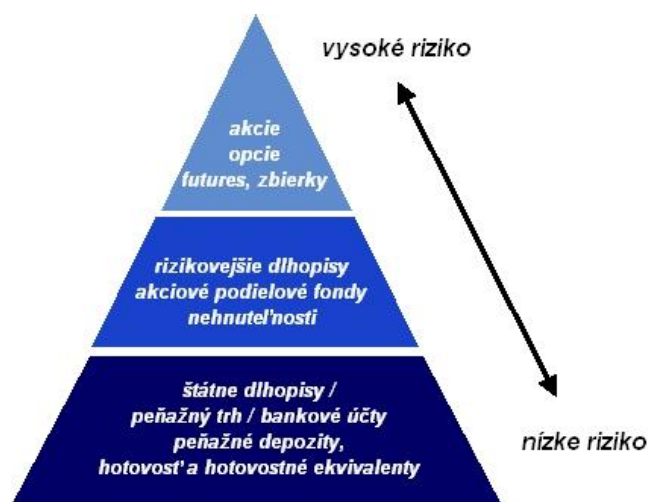 vysoké riziko
akcie
opcie
futures, zbierky
rizikovejšie dlhopisy
akciové podielové fondy
nehnuteľnosti
štátne dlhopisy /
peňažný trh / bankové účty
peňažné depozity,
hotovosť a hotovostné ekvivalenty
nízke riziko